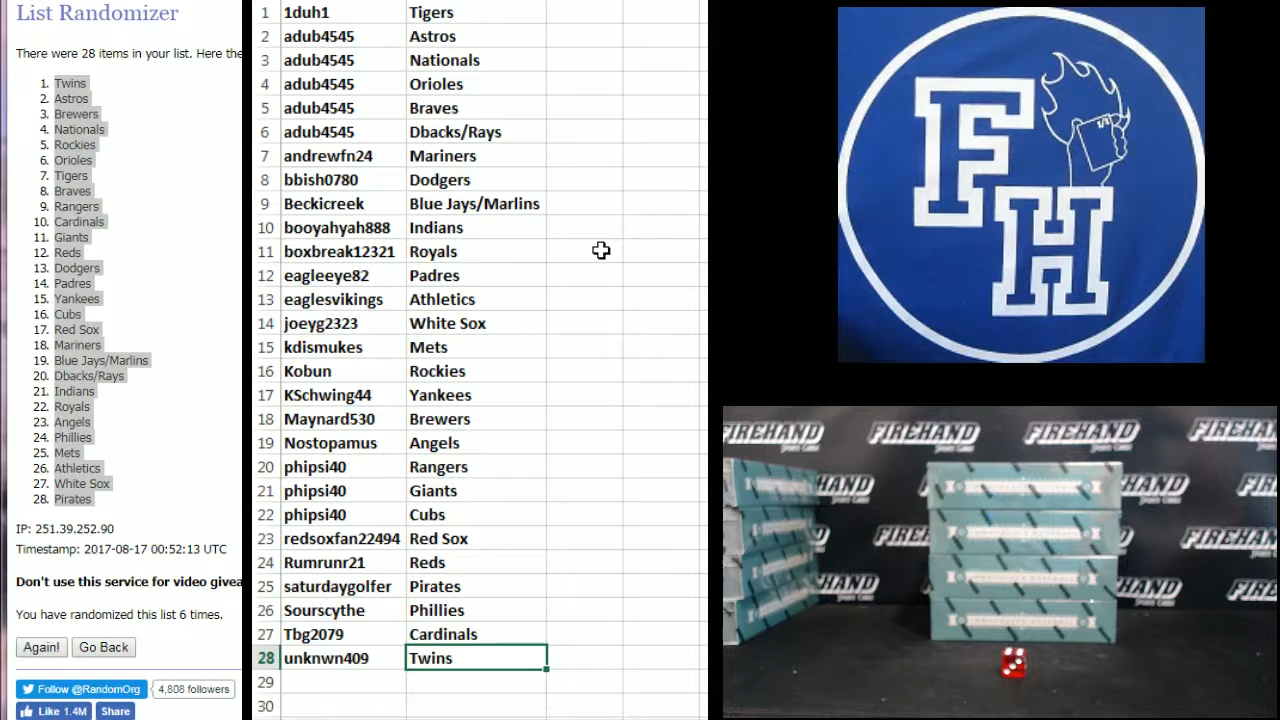 List Randomizer
There were 28 items in your list. Here the
1. Twins
2. Astros
3. Brewers
4. Nationals
5. Rockies
6. Orioles
7. Tigers
8. Braves
9. Rangers
10. Cardinals
11. Giants
12. Reds
13. Dodgers
14. Padres
15. Yankees
16. Cubs
17. Red Sox
18. Mariners
19. Blue Jays/Marlins
20. Dbacks/Rays
21. Indians
22. Royals
23. Angels
24. Phillies
25. Mets
26. Athletics
27. White Sox
28. Pirates
IP: 251.39.252.90
Timestamp: 2017-08-17 00:52:13 UTC
Don't use this service for video givea
You have randomized this list 6 times.
Again! Go Back
Follow @RandomOrg 4,808 followers
Like 1.4M Share
1 1duh1 Tigers
2 adub4545 Astros
3 adub4545 Nationals
4 adub4545 Orioles
5 adub4545 Braves
6 adub4545 Dbacks/Rays
7 andrewfn24 Mariners
8 bbish0780 Dodgers
9 Beckicreek Blue Jays/Marlins
10 booyahyah888 Indians
11 boxbreak12321 Royals
12 eagleeye82 Padres
13 eaglesvikings Athletics
14 joeyg2323 White Sox
15 kdismukes Mets
16 Kobun Rockies
17 KSchwing44 Yankees
18 Maynard530 Brewers
19 Nostopamus Angels
20 phipsi40 Rangers
21 phipsi40 Giants
22 phipsi40 Cubs
23 redsoxfan22494 Red Sox
24 Rumrunr21 Reds
25 saturdaygolfer Pirates
26 Sourscythe Phillies
27 Tbg2079 Cardinals
28 unknwn409 Twins
29
30
FH
FIREHAND FIREHAND FIREHAND FIREHAND
HAND FIREH
FIREHAND FIREHAND